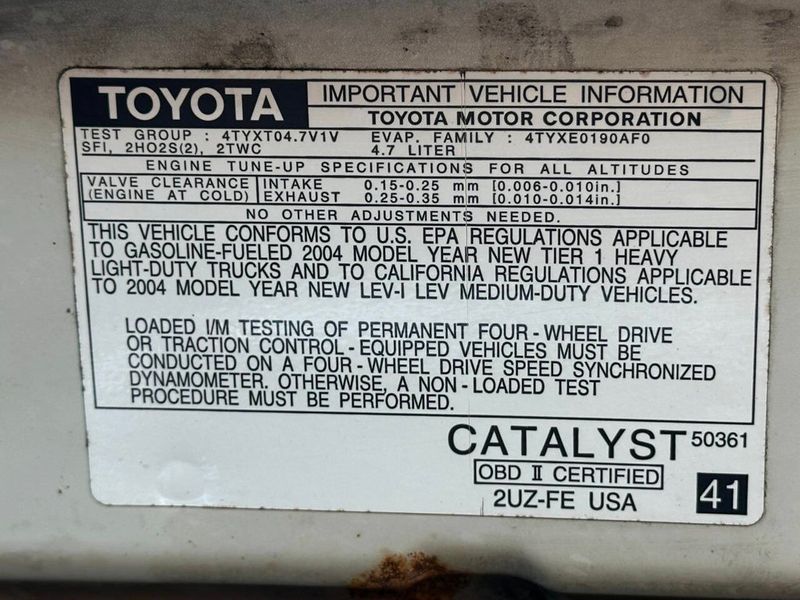 TOYOTA IMPORTANT VEHICLE INFORMATION
TOYOTA MOTOR CORPORATION
TEST GROUP : 4TYXT04.7V1V EVAP. FAMILY : 4TYXE0190AF0
SFI, 2HO2S(2), 2TWC 4.7 LITER
ENGINE TUNE-UP SPECIFICATIONS FOR ALL ALTITUDES
VALVE CLEARANCE INTAKE 0.15-0.25 mm [0.006-0.010in.]
(ENGINE AT COLD) EXHAUST 0.25-0.35 mm [0.010-0.014in.]
NO OTHER ADJUSTMENTS NEEDED.
THIS VEHICLE CONFORMS TO U.S. EPA REGULATIONS APPLICABLE
TO GASOLINE-FUELED 2004 MODEL YEAR NEW TIER 1 HEAVY
LIGHT-DUTY TRUCKS AND TO CALIFORNIA REGULATIONS APPLICABLE
TO 2004 MODEL YEAR NEW LEV-I LEV MEDIUM-DUTY VEHICLES.
LOADED I/M TESTING OF PERMANENT FOUR-WHEEL DRIVE
OR TRACTION CONTROL-EQUIPPED VEHICLES MUST BE
CONDUCTED ON A FOUR-WHEEL DRIVE SPEED SYNCHRONIZED
DYNAMOMETER. OTHERWISE, A NON-LOADED TEST
PROCEDURE MUST BE PERFORMED.
CATALYST 50361
OBD II CERTIFIED
2UZ-FE USA 41